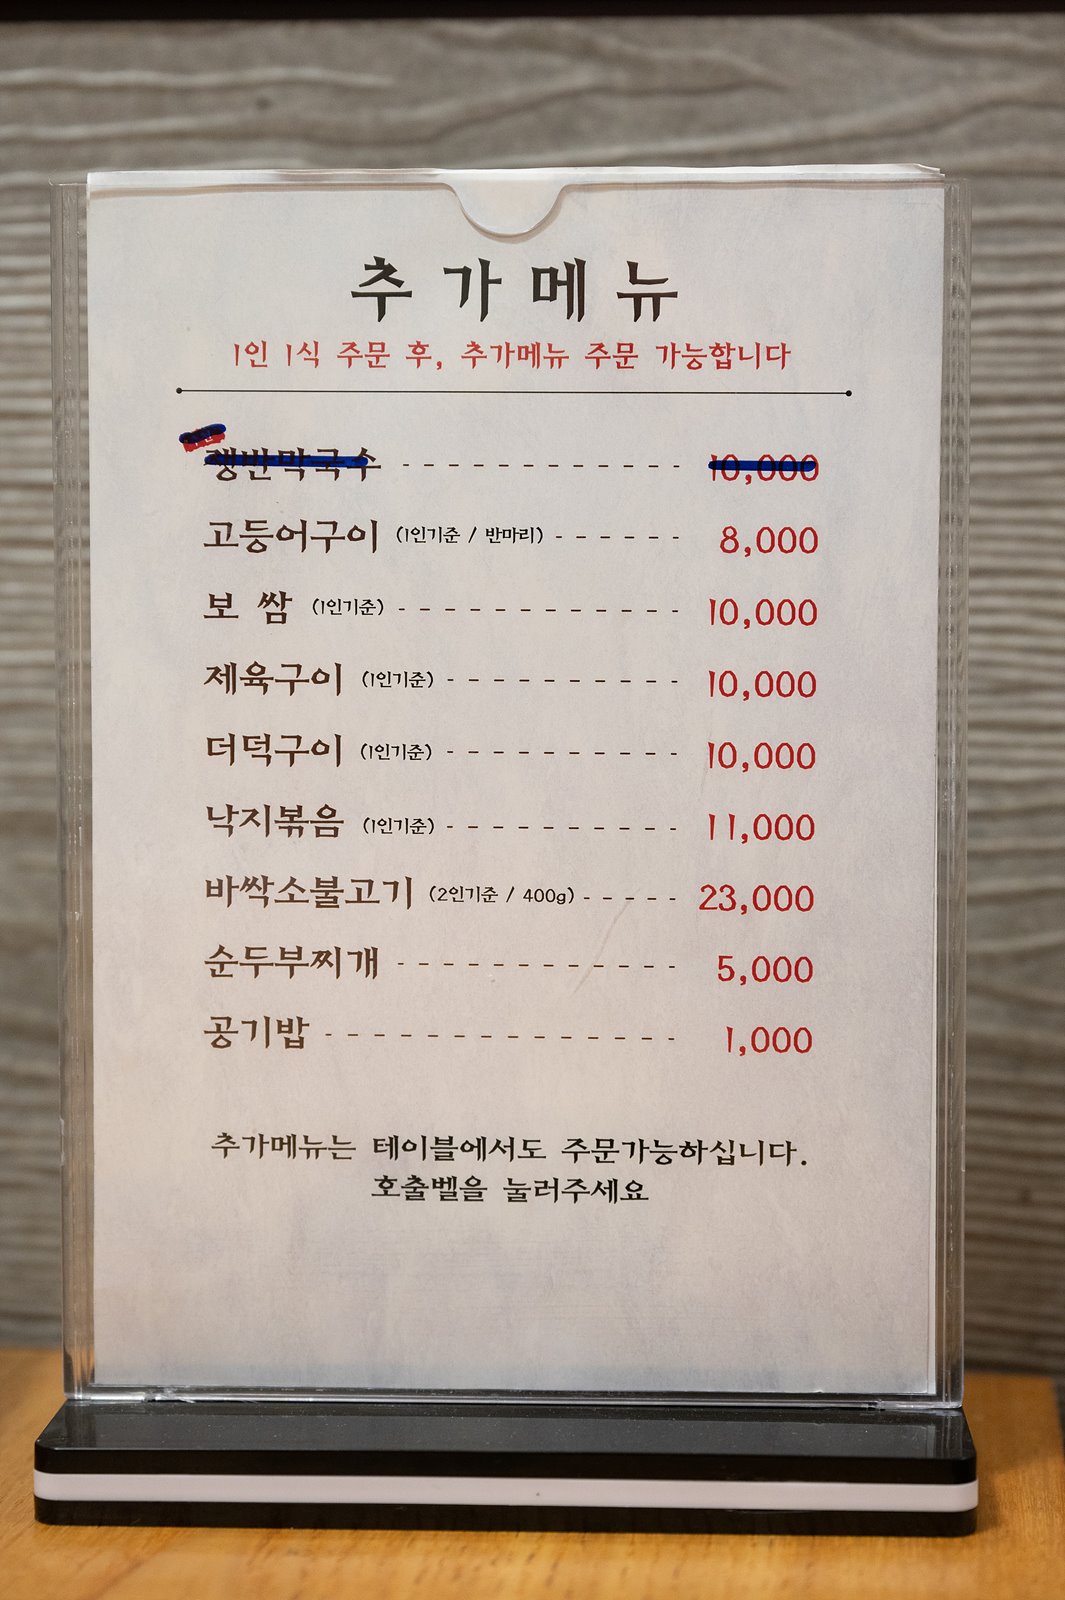 추가메뉴
1인 1식 주문 후, 추가메뉴 주문 가능합니다
쟁반막국수 10,000
고등어구이 (1인기준 / 반마리) 8,000
보 쌈 (1인기준) 10,000
제육구이 (1인기준) 10,000
더덕구이 (1인기준) 10,000
낙지볶음 (1인기준) 11,000
바싹소불고기 (2인기준 / 400g) 23,000
순두부찌개 5,000
공기밥 1,000
추가메뉴는 테이블에서도 주문가능하십니다.
호출벨을 눌러주세요